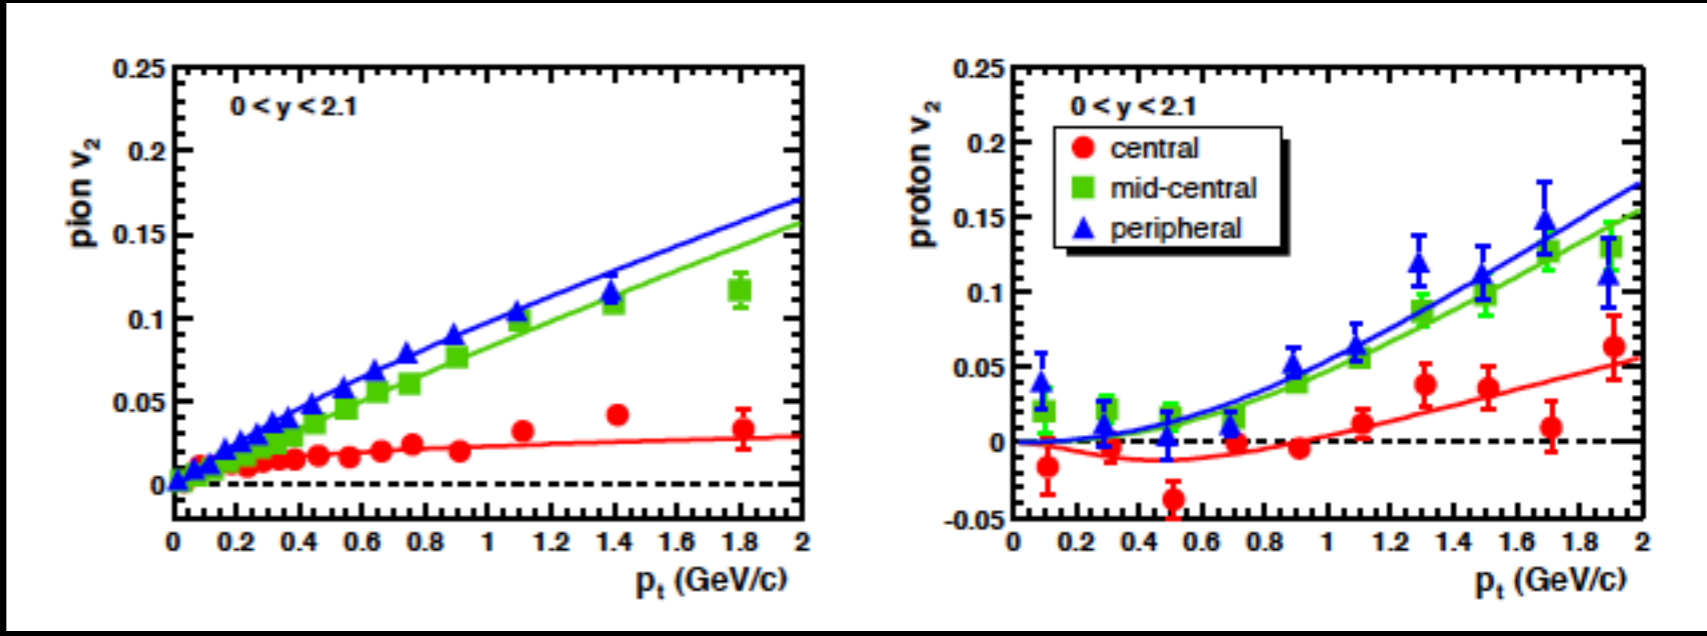 0.25
0.2
0.15
0.1
0.05
0
pion v2
0 < y < 2.1
0 0.2 0.4 0.6 0.8 1 1.2 1.4 1.6 1.8 2
pt (GeV/c)
0.25
0.2
0.15
0.1
0.05
0
-0.05
proton v2
0 < y < 2.1
central
mid-central
peripheral
0 0.2 0.4 0.6 0.8 1 1.2 1.4 1.6 1.8 2
pt (GeV/c)